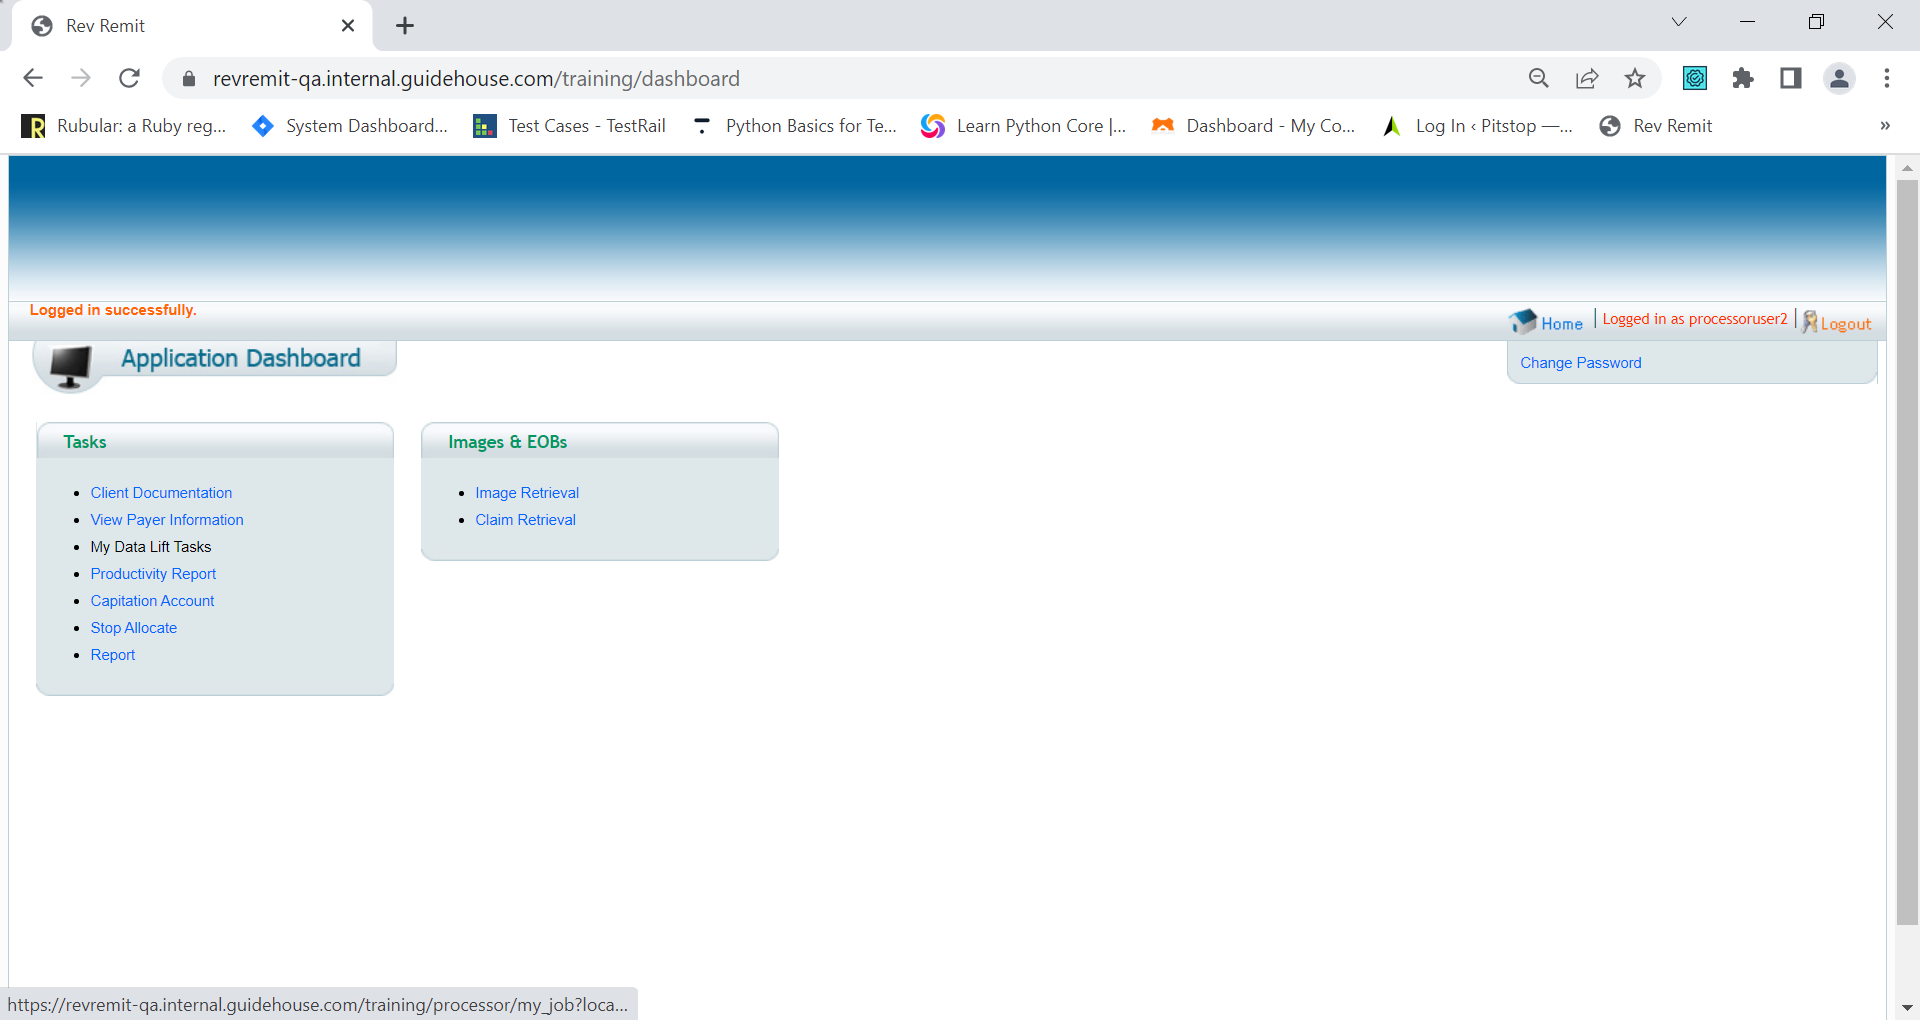 Rev Remit
revremit-qa.internal.guidehouse.com/training/dashboard
Rubular: a Ruby reg... System Dashboard... Test Cases - TestRail Python Basics for Te... Learn Python Core |... Dashboard - My Co... Log In ‹ Pitstop —... Rev Remit »
Logged in successfully.
Home | Logged in as processoruser2 | Logout
Application Dashboard
Change Password
Tasks
Client Documentation
View Payer Information
My Data Lift Tasks
Productivity Report
Capitation Account
Stop Allocate
Report
Images & EOBs
Image Retrieval
Claim Retrieval
https://revremit-qa.internal.guidehouse.com/training/processor/my_job?loca...